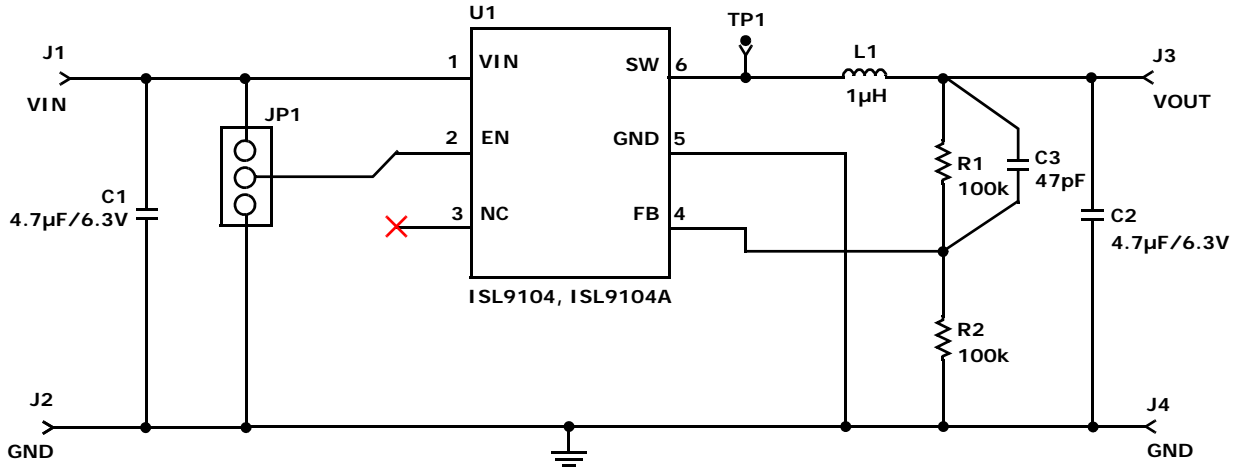 U1
TP1
J1
VIN
1
VIN
SW
6
L1
1µH
J3
VOUT
JP1
2
EN
GND
5
R1
100k
C3
47pF
C1
4.7µF/6.3V
3
NC
FB
4
C2
4.7µF/6.3V
ISL9104, ISL9104A
R2
100k
J2
GND
J4
GND